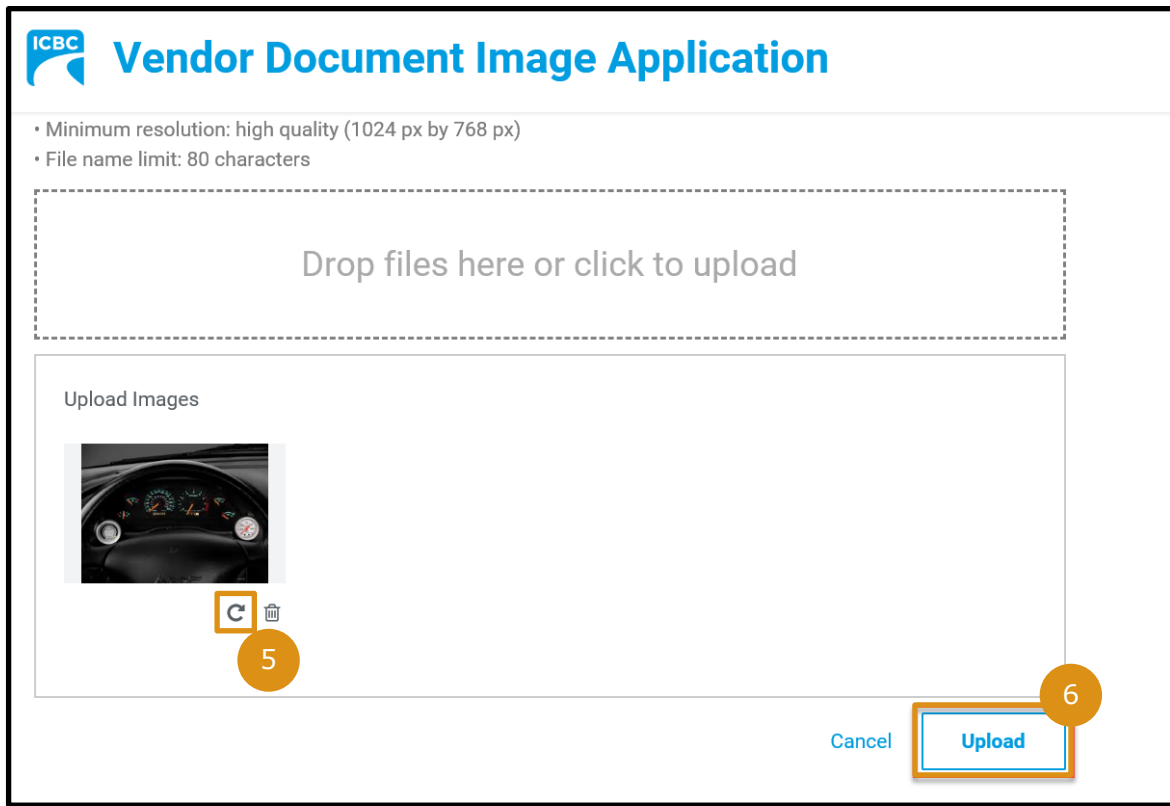 ICBC
Vendor Document Image Application
• Minimum resolution: high quality (1024 px by 768 px)
• File name limit: 80 characters
Drop files here or click to upload
Upload Images
5
6
Cancel
Upload